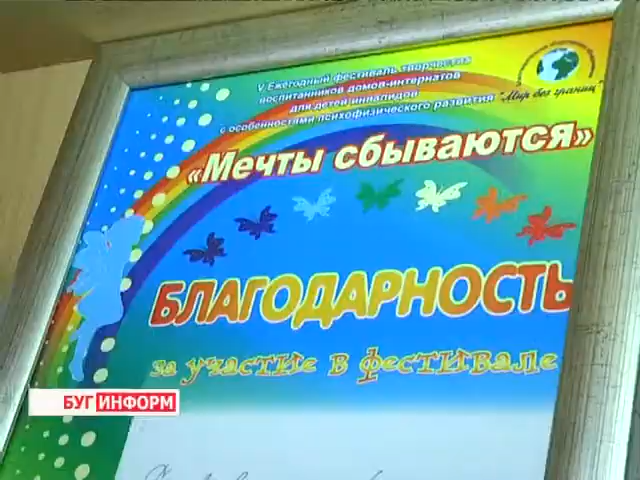 V Ежегодный фестиваль творчества
воспитанников домов-интернатов
для детей инвалидов
с особенностями психофизического развития
"Мир без границ"
«Мечты сбываются»
БЛАГОДАРНОСТЬ
за участие в фестивале
БУГ ИНФОРМ